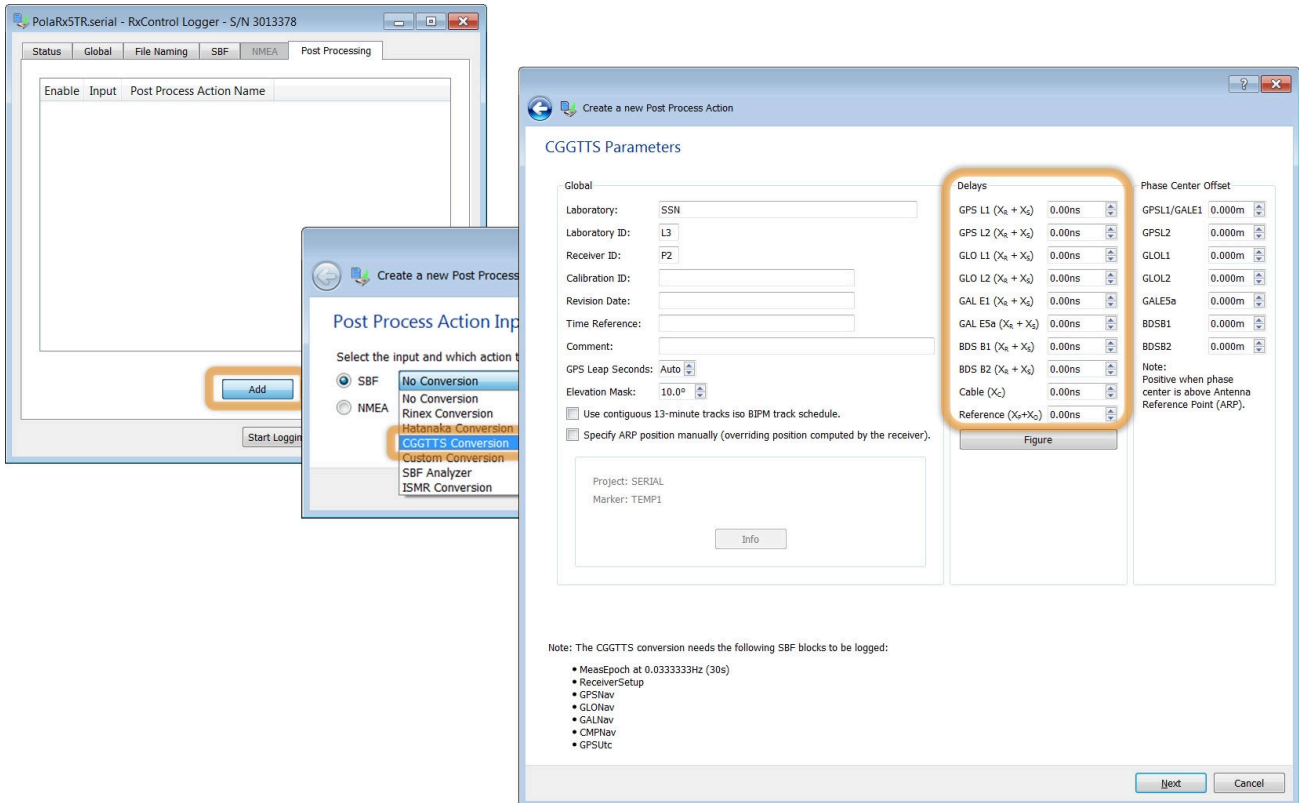 PolaRx5TR.serial - RxControl Logger - S/N 3013378
Status Global File Naming SBF NMEA Post Processing
Enable Input Post Process Action Name
Add
Start Loggin
Create a new Post Process
Post Process Action Inp
Select the input and which action t
SBF No Conversion
NMEA
No Conversion
Rinex Conversion
Hatanaka Conversion
CGGTTS Conversion
Custom Conversion
SBF Analyzer
ISMR Conversion
Create a new Post Process Action
CGGTTS Parameters
Global
Laboratory: SSN
Laboratory ID: L3
Receiver ID: P2
Calibration ID:
Revision Date:
Time Reference:
Comment:
GPS Leap Seconds: Auto
Elevation Mask: 10.0°
Use contiguous 13-minute tracks iso BIPM track schedule.
Specify ARP position manually (overriding position computed by the receiver).
Project: SERIAL
Marker: TEMP1
Info
Delays
GPS L1 (XR + XS) 0.00ns
GPS L2 (XR + XS) 0.00ns
GLO L1 (XR + XS) 0.00ns
GLO L2 (XR + XS) 0.00ns
GAL E1 (XR + XS) 0.00ns
GAL E5a (XR + XS) 0.00ns
BDS B1 (XR + XS) 0.00ns
BDS B2 (XR + XS) 0.00ns
Cable (XC) 0.00ns
Reference (XP+XO) 0.00ns
Figure
Phase Center Offset
GPSL1/GALE1 0.000m
GPSL2 0.000m
GLOL1 0.000m
GLOL2 0.000m
GALE5a 0.000m
BDSB1 0.000m
BDSB2 0.000m
Note:
Positive when phase
center is above Antenna
Reference Point (ARP).
Note: The CGGTTS conversion needs the following SBF blocks to be logged:
• MeasEpoch at 0.0333333Hz (30s)
• ReceiverSetup
• GPSNav
• GLONav
• GALNav
• CMPNav
• GPSUtc
Next Cancel